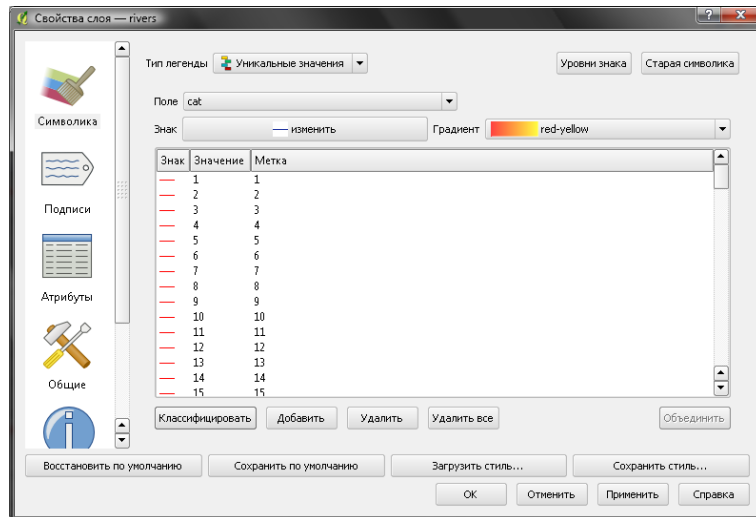 Свойства слоя — rivers
Символика
Подписи
Атрибуты
Общие
Тип легенды Уникальные значения Уровни знака Старая символика
Поле cat
Знак изменить Градиент red-yellow
Знак Значение Метка
1 1
2 2
3 3
4 4
5 5
6 6
7 7
8 8
9 9
10 10
11 11
12 12
13 13
14 14
15 15
Классифицировать Добавить Удалить Удалить все Объединить
Восстановить по умолчанию Сохранить по умолчанию Загрузить стиль... Сохранить стиль...
OK Отменить Применить Справка